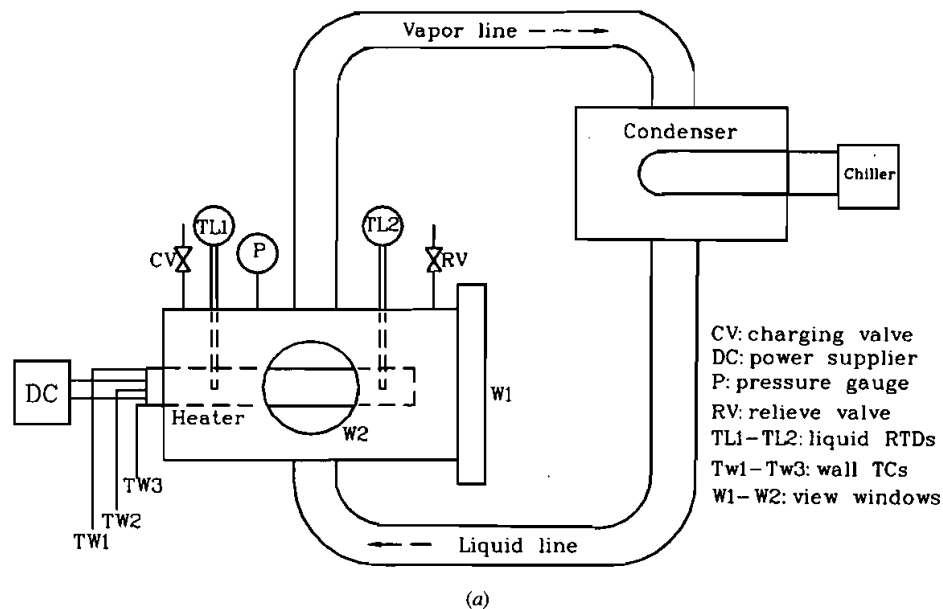 Vapor line
Condenser
Chiller
TL1
TL2
CV
P
RV
DC
Heater
W2
W1
TW3
TW2
TW1
Liquid line
CV: charging valve
DC: power supplier
P: pressure gauge
RV: relieve valve
TL1-TL2: liquid RTDs
Tw1-Tw3: wall TCs
W1-W2: view windows
(a)